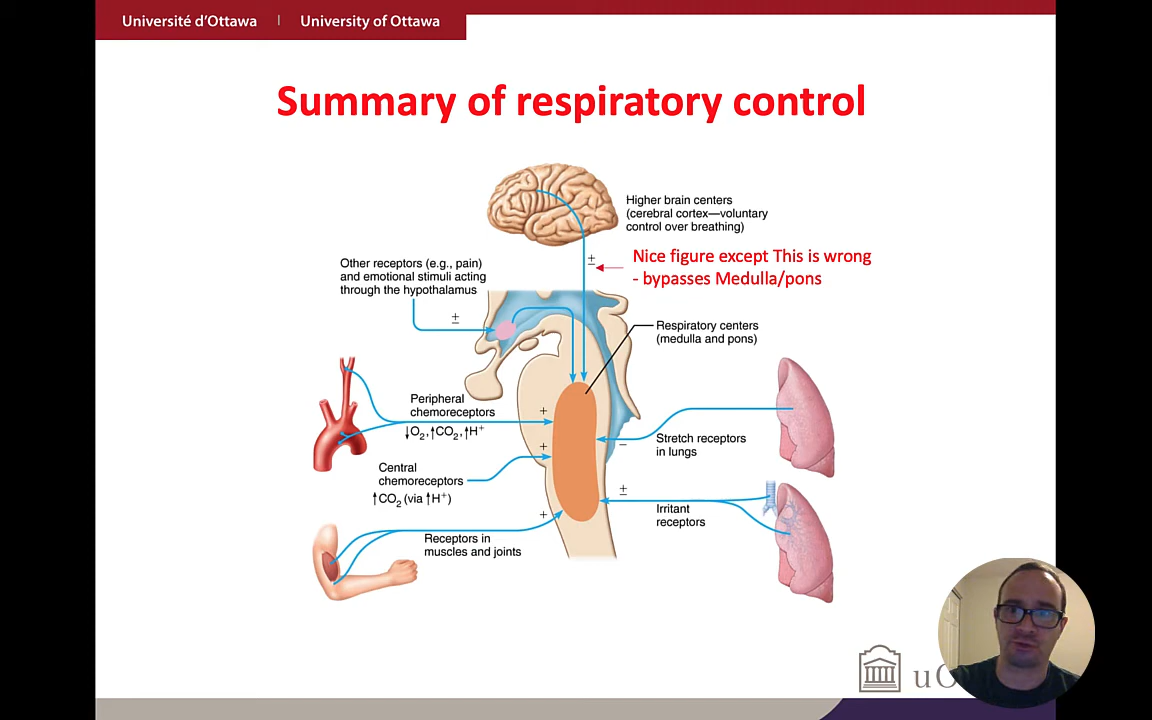 Université d'Ottawa | University of Ottawa
Summary of respiratory control
Higher brain centers
(cerebral cortex—voluntary
control over breathing)
±
Nice figure except This is wrong
- bypasses Medulla/pons
Other receptors (e.g., pain)
and emotional stimuli acting
through the hypothalamus
±
Respiratory centers
(medulla and pons)
Peripheral
chemoreceptors
↓O₂,↑CO₂,↑H⁺
+
Stretch receptors
in lungs
–
Central
chemoreceptors
↑CO₂ (via ↑H⁺)
+
±
Irritant
receptors
Receptors in
muscles and joints
+